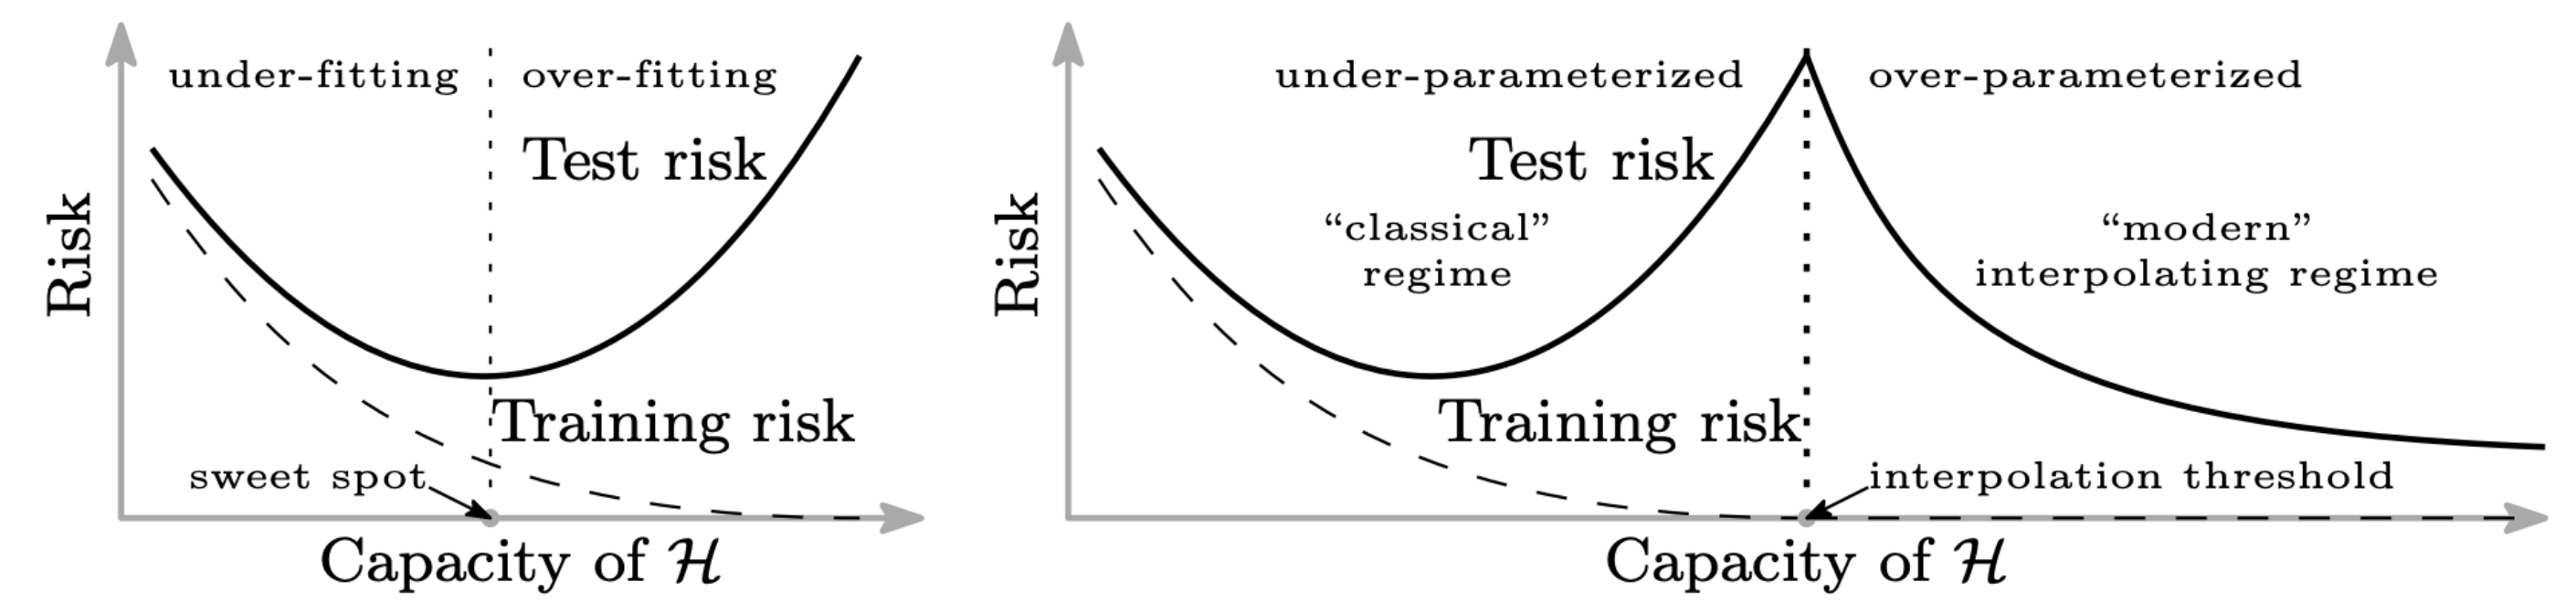 under-fitting
over-fitting
Test risk
Risk
Training risk
sweet spot
Capacity of ℋ
under-parameterized
over-parameterized
Test risk
“classical”
regime
“modern”
interpolating regime
Risk
Training risk
interpolation threshold
Capacity of ℋ